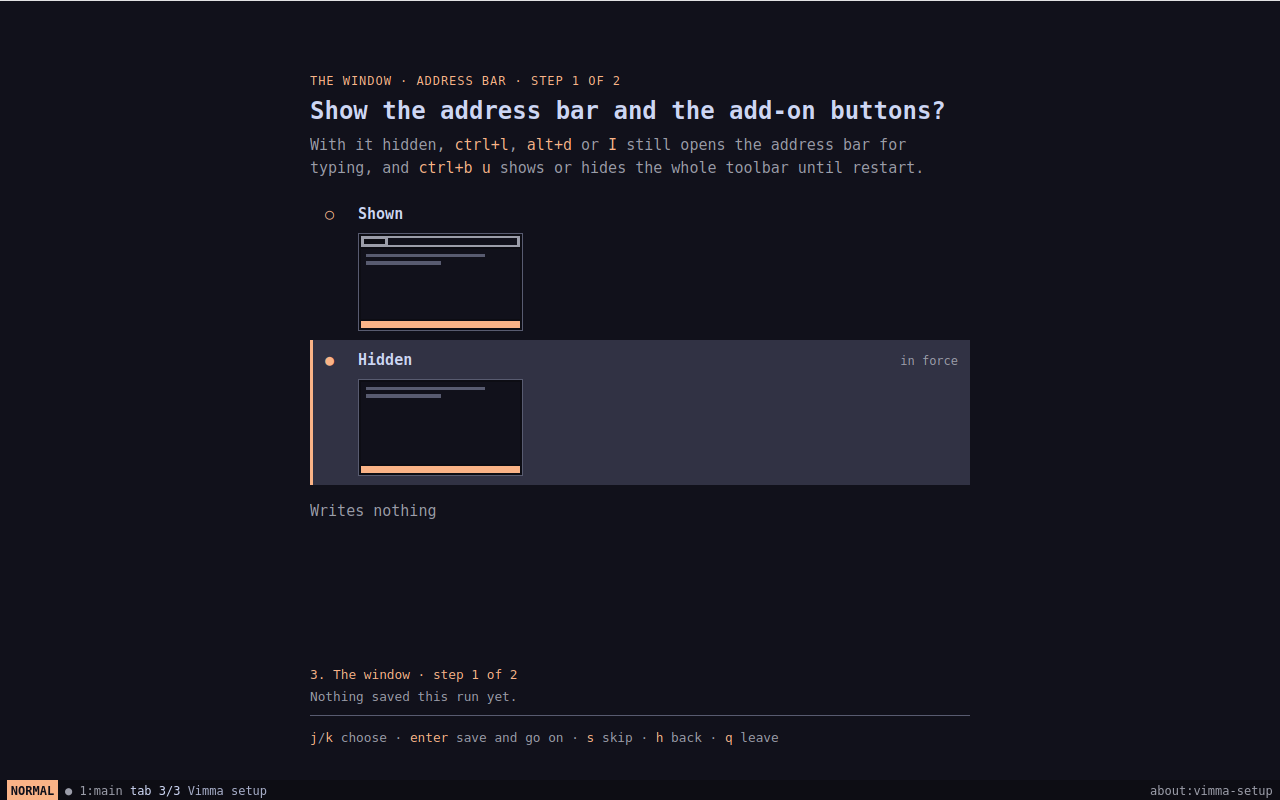 THE WINDOW · ADDRESS BAR · STEP 1 OF 2
Show the address bar and the add-on buttons?
With it hidden, ctrl+l, alt+d or I still opens the address bar for
typing, and ctrl+b u shows or hides the whole toolbar until restart.
Shown
Hidden
in force
Writes nothing
3. The window · step 1 of 2
Nothing saved this run yet.
j/k choose · enter save and go on · s skip · h back · q leave
NORMAL ● 1:main tab 3/3 Vimma setup
about:vimma-setup